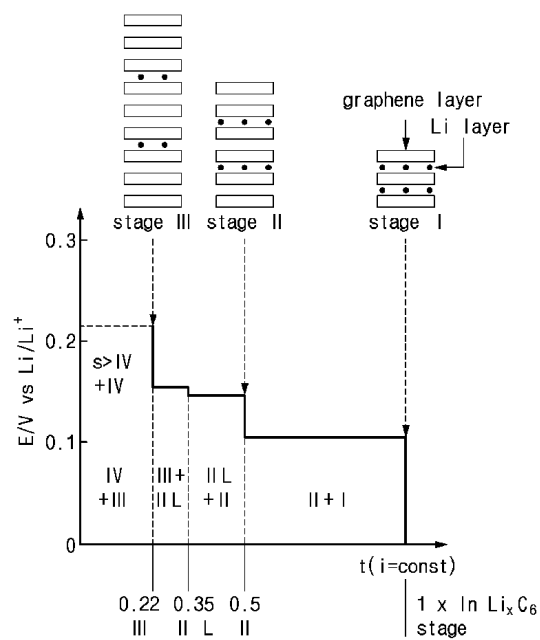 graphene layer
Li layer
stage III
stage II
stage I
0.3
0.2
0.1
0
E/V vs Li/Li+
s>IV
+IV
IV
+III
III+
II L
II L
+II
II+I
t(i=const)
0.22 0.35 0.5 1 x In LixC6
III II L II stage